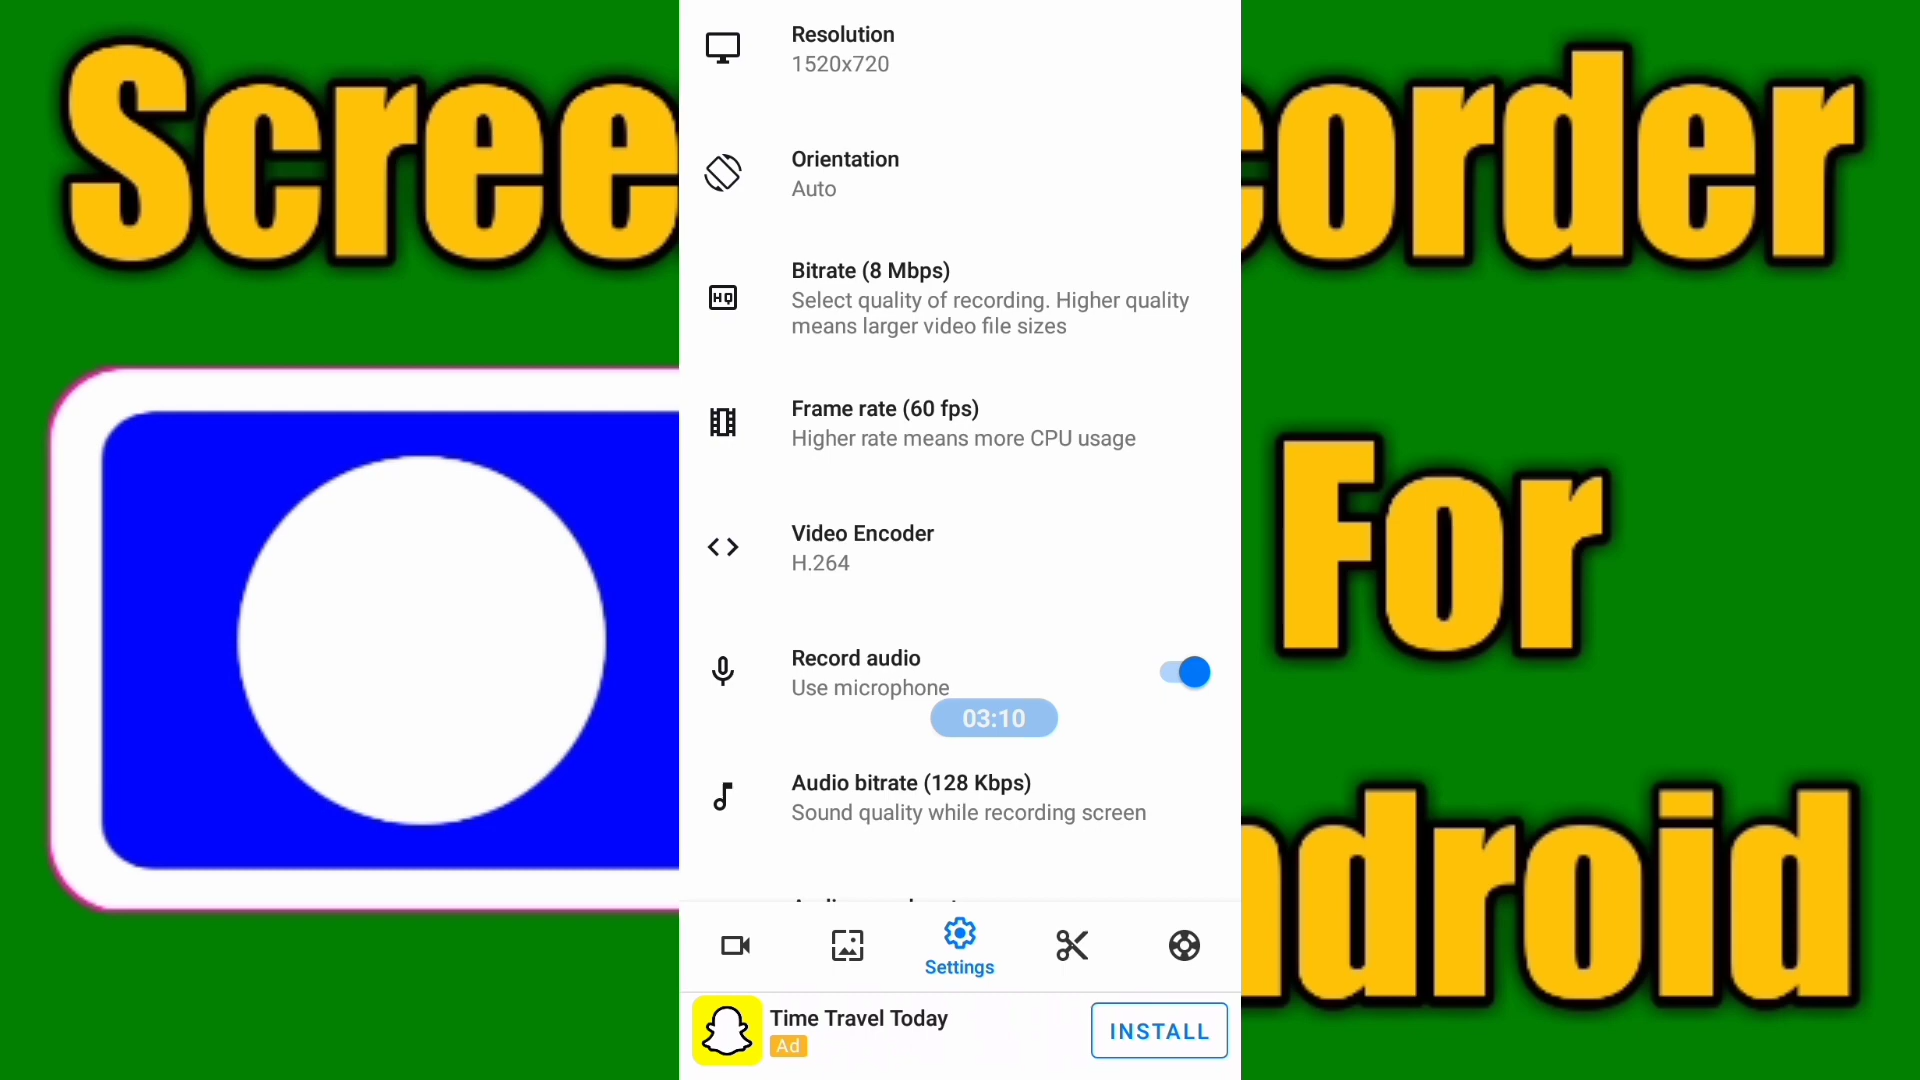 Scree
corder
For
ndroid
Resolution
1520x720
Orientation
Auto
HQ
Bitrate (8 Mbps)
Select quality of recording. Higher quality
means larger video file sizes
Frame rate (60 fps)
Higher rate means more CPU usage
Video Encoder
H.264
Record audio
Use microphone
03:10
Audio bitrate (128 Kbps)
Sound quality while recording screen
Settings
Time Travel Today
Ad
INSTALL